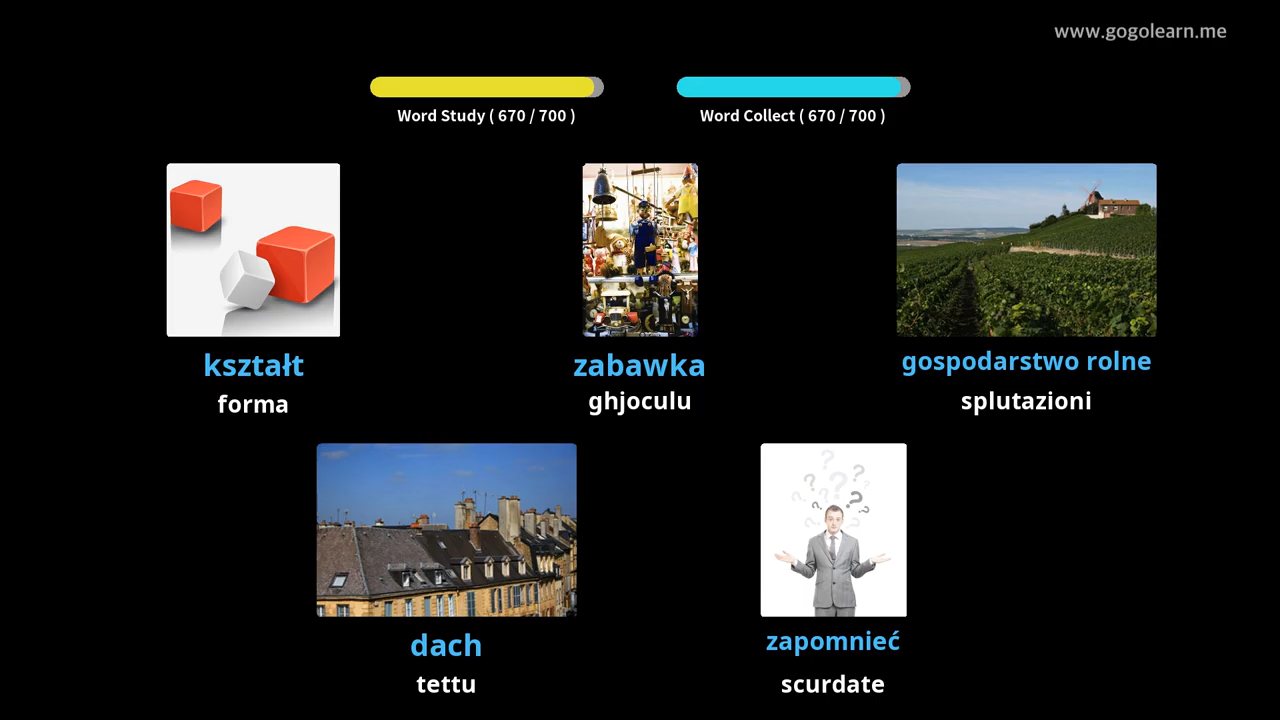 www.gogolearn.me
Word Study ( 670 / 700 )
Word Collect ( 670 / 700 )
kształt
forma
zabawka
ghjoculu
gospodarstwo rolne
splutazioni
dach
tettu
zapomnieć
scurdate